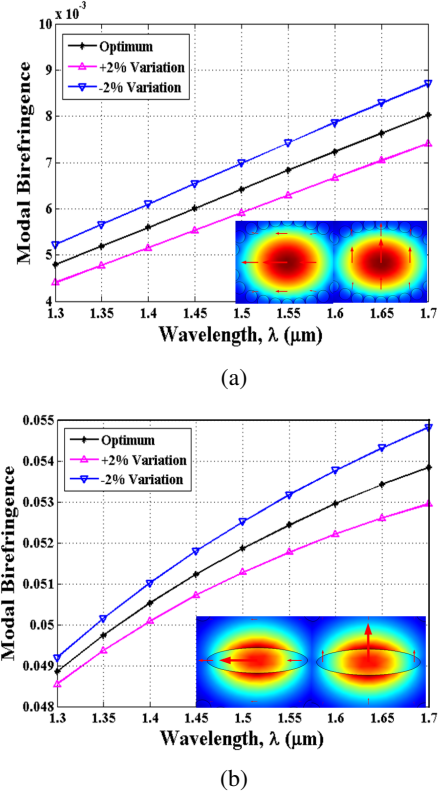 x 10⁻³
10
9
8
7
6
5
4
Modal Birefringence
Optimum
+2% Variation
-2% Variation
1.3 1.35 1.4 1.45 1.5 1.55 1.6 1.65 1.7
Wavelength, λ (μm)
(a)
0.055
0.054
0.053
0.052
0.051
0.05
0.049
0.048
Modal Birefringence
Optimum
+2% Variation
-2% Variation
1.3 1.35 1.4 1.45 1.5 1.55 1.6 1.65 1.7
Wavelength, λ (μm)
(b)